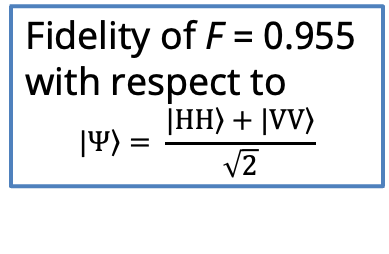 Fidelity of F = 0.955
with respect to
|Ψ⟩ = |HH⟩ + |VV⟩
√2